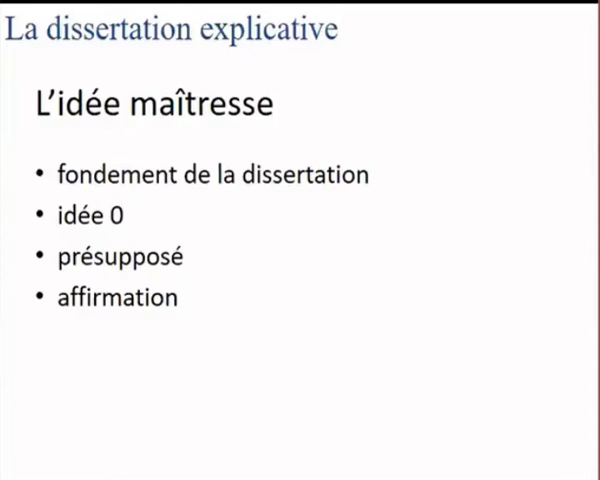 La dissertation explicative
L'idée maîtresse
• fondement de la dissertation
• idée 0
• présupposé
• affirmation